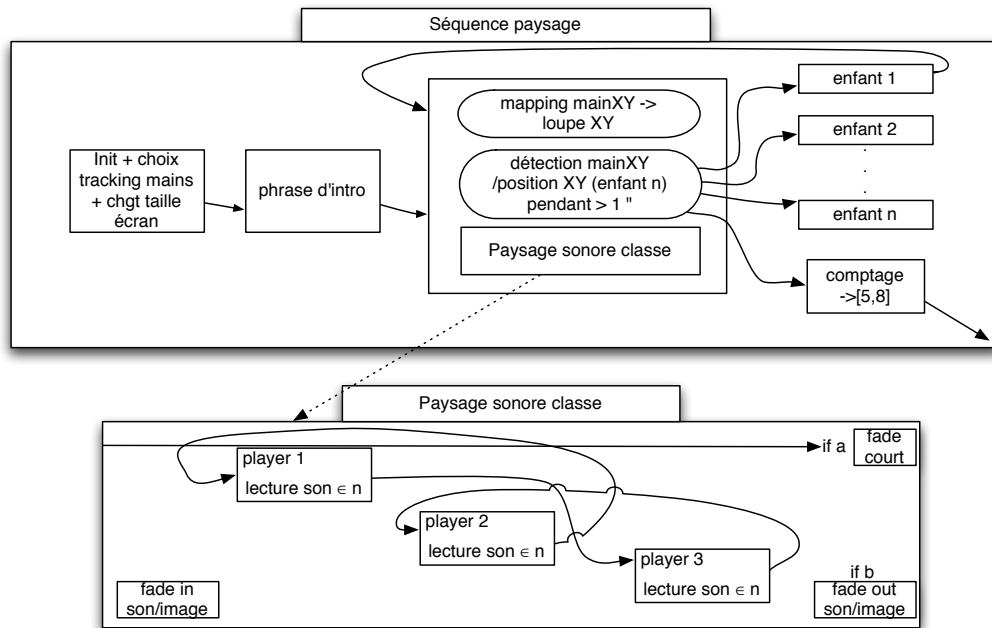 Séquence paysage
Init + choix
tracking mains
+ chgt taille
écran
phrase d'intro
mapping mainXY ->
loupe XY
détection mainXY
/position XY (enfant n)
pendant > 1 "
Paysage sonore classe
enfant 1
enfant 2
.
.
.
enfant n
comptage
->[5,8]
Paysage sonore classe
player 1
lecture son ∈ n
player 2
lecture son ∈ n
player 3
lecture son ∈ n
if a
fade
court
fade in
son/image
if b
fade out
son/image